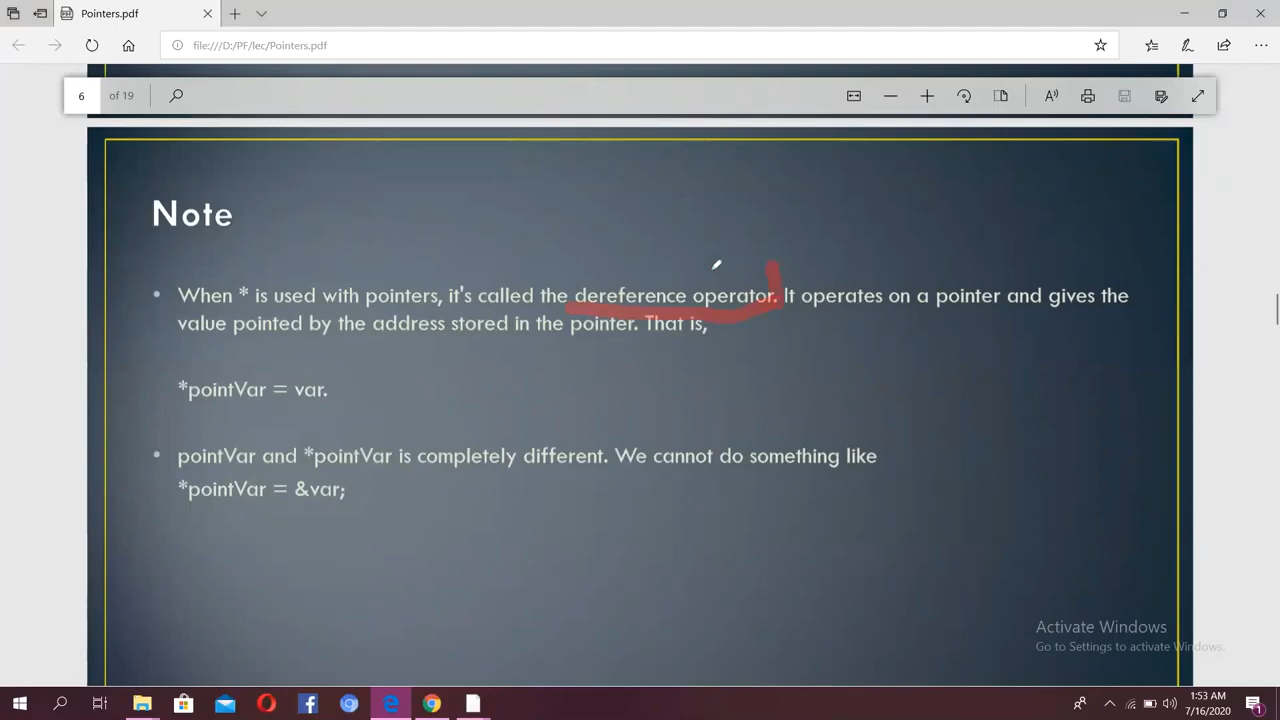 Pointers.pdf
file:///D:/PF/lec/Pointers.pdf
6 of 19
Note
• When * is used with pointers, it's called the dereference operator. It operates on a pointer and gives the
value pointed by the address stored in the pointer. That is,
*pointVar = var.
• pointVar and *pointVar is completely different. We cannot do something like
*pointVar = &var;
Activate Windows
Go to Settings to activate Windows.
1:53 AM
7/16/2020
1